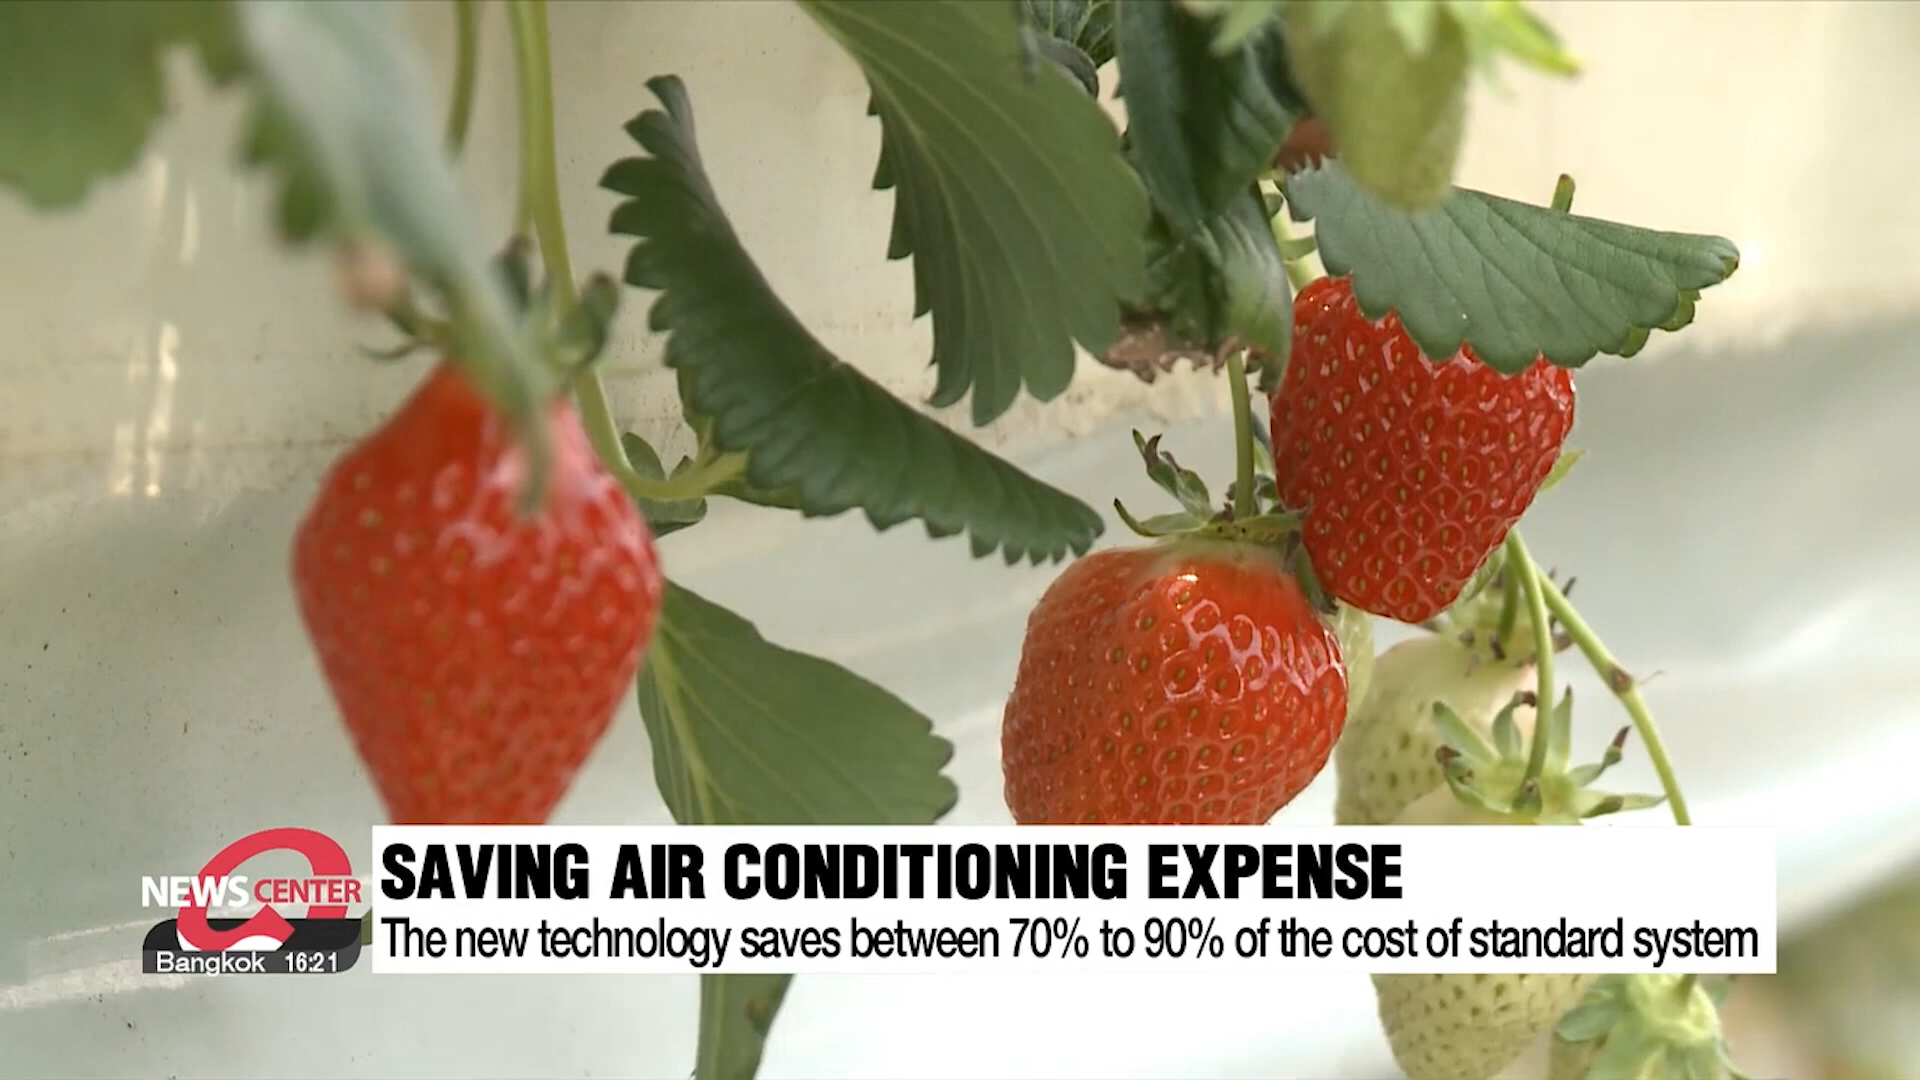 SAVING AIR CONDITIONING EXPENSE
The new technology saves between 70% to 90% of the cost of standard system
NEWS CENTER
Bangkok 16:21